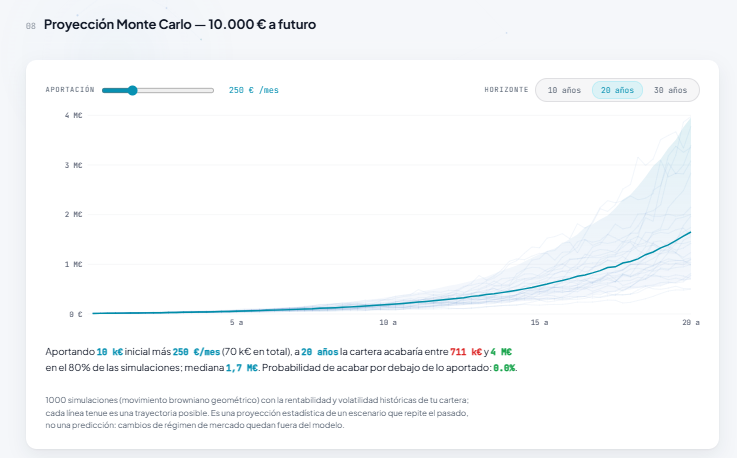 08 Proyección Monte Carlo — 10.000 € a futuro
APORTACIÓN 250 € /mes HORIZONTE 10 años 20 años 30 años
4 M€
3 M€
2 M€
1 M€
0 €
5 a 10 a 15 a 20 a
Aportando 10 k€ inicial más 250 €/mes (70 k€ en total), a 20 años la cartera acabaría entre 711 k€ y 4 M€
en el 80% de las simulaciones; mediana 1,7 M€. Probabilidad de acabar por debajo de lo aportado: 0.0%.
1000 simulaciones (movimiento browniano geométrico) con la rentabilidad y volatilidad históricas de tu cartera;
cada línea tenue es una trayectoria posible. Es una proyección estadística de un escenario que repite el pasado,
no una predicción: cambios de régimen de mercado quedan fuera del modelo.